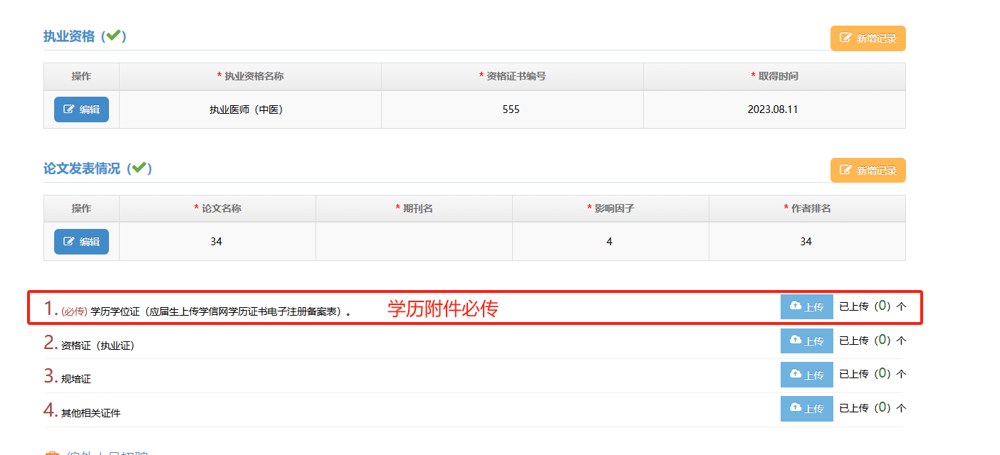 执业资格（✔）
新增记录
操作 * 执业资格名称 * 资格证书编号 * 取得时间
编辑 执业医师（中医） 555 2023.08.11
论文发表情况（✔）
新增记录
操作 * 论文名称 * 期刊名 * 影响因子 * 作者排名
编辑 34 4 34
1. (必传) 学历学位证（应届生上传学信网学历证书电子注册备案表）。 学历附件必传 上传 已上传（0）个
2. 资格证（执业证） 上传 已上传（0）个
3. 规培证 上传 已上传（0）个
4. 其他相关证件 上传 已上传（0）个